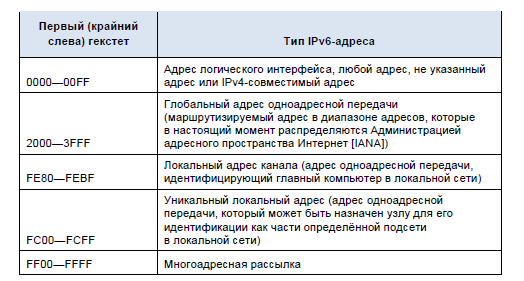 Первый (крайний
слева) гекстет
Тип IPv6-адреса
0000—00FF
Адрес логического интерфейса, любой адрес, не указанный
адрес или IPv4-совместимый адрес
2000—3FFF
Глобальный адрес одноадресной передачи
(маршрутизируемый адрес в диапазоне адресов, которые
в настоящий момент распределяются Администрацией
адресного пространства Интернет [IANA])
FE80—FEBF
Локальный адрес канала (адрес одноадресной передачи,
идентифицирующий главный компьютер в локальной сети)
FC00—FCFF
Уникальный локальный адрес (адрес одноадресной
передачи, который может быть назначен узлу для его
идентификации как части определённой подсети
в локальной сети)
FF00—FFFF
Многоадресная рассылка